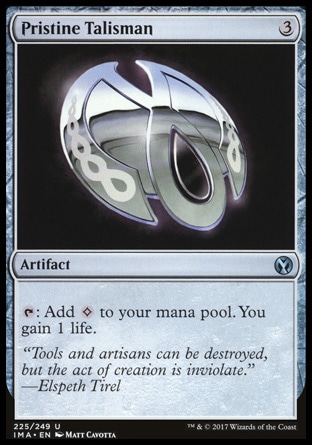 Pristine Talisman 3
Artifact
: Add to your mana pool. You
gain 1 life.
“Tools and artisans can be destroyed,
but the act of creation is inviolate.”
—Elspeth Tirel
225/249 U
IMA • EN Matt Cavotta
™ & © 2017 Wizards of the Coast